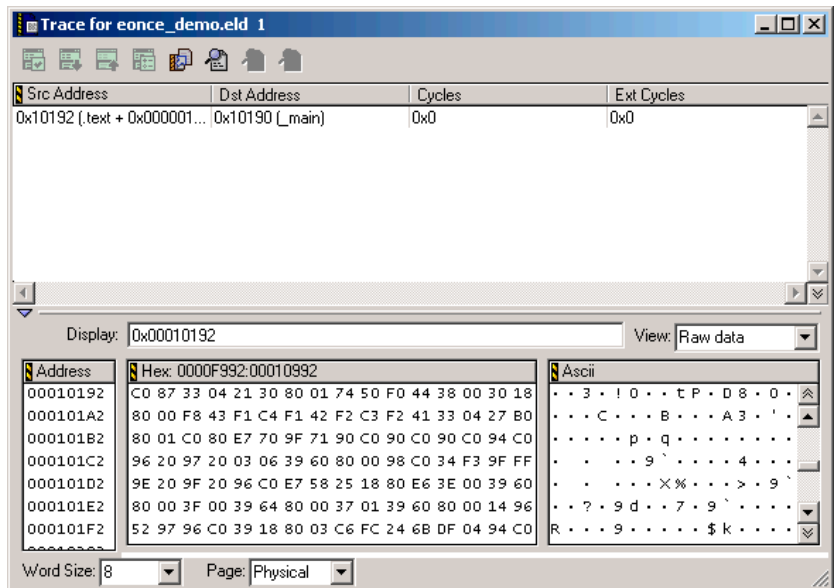 Trace for eonce_demo.eld 1
Src Address Dst Address Cycles Ext Cycles
0x10192 (.text + 0x000001... 0x10190 (_main) 0x0 0x0
Display: 0x00010192 View: Raw data
Address Hex: 0000F992:00010992 Ascii
00010192 C0 87 33 04 21 30 80 01 74 50 F0 44 38 00 30 18 · · 3 · ! 0 · · t P · D 8 · 0 ·
000101A2 80 00 F8 43 F1 C4 F1 42 F2 C3 F2 41 33 04 27 B0 · · · C · · · B · · · A 3 · ' ·
000101B2 80 01 C0 80 E7 70 9F 71 90 C0 90 C0 90 C0 94 C0 · · · · · p · q · · · · · · · ·
000101C2 96 20 97 20 03 06 39 60 80 00 98 C0 34 F3 9F FF ·   ·   · · 9 ` · · · · 4 · · ·
000101D2 9E 20 9F 20 96 C0 E7 58 25 18 80 E6 3E 00 39 60 ·   ·   · · · X % · · · > · 9 `
000101E2 80 00 3F 00 39 64 80 00 37 01 39 60 80 00 14 96 · · ? · 9 d · · 7 · 9 ` · · · ·
000101F2 52 97 96 C0 39 18 80 03 C6 FC 24 6B DF 04 94 C0 R · · · 9 · · · · · $ k · · · ·
Word Size: 8 Page: Physical